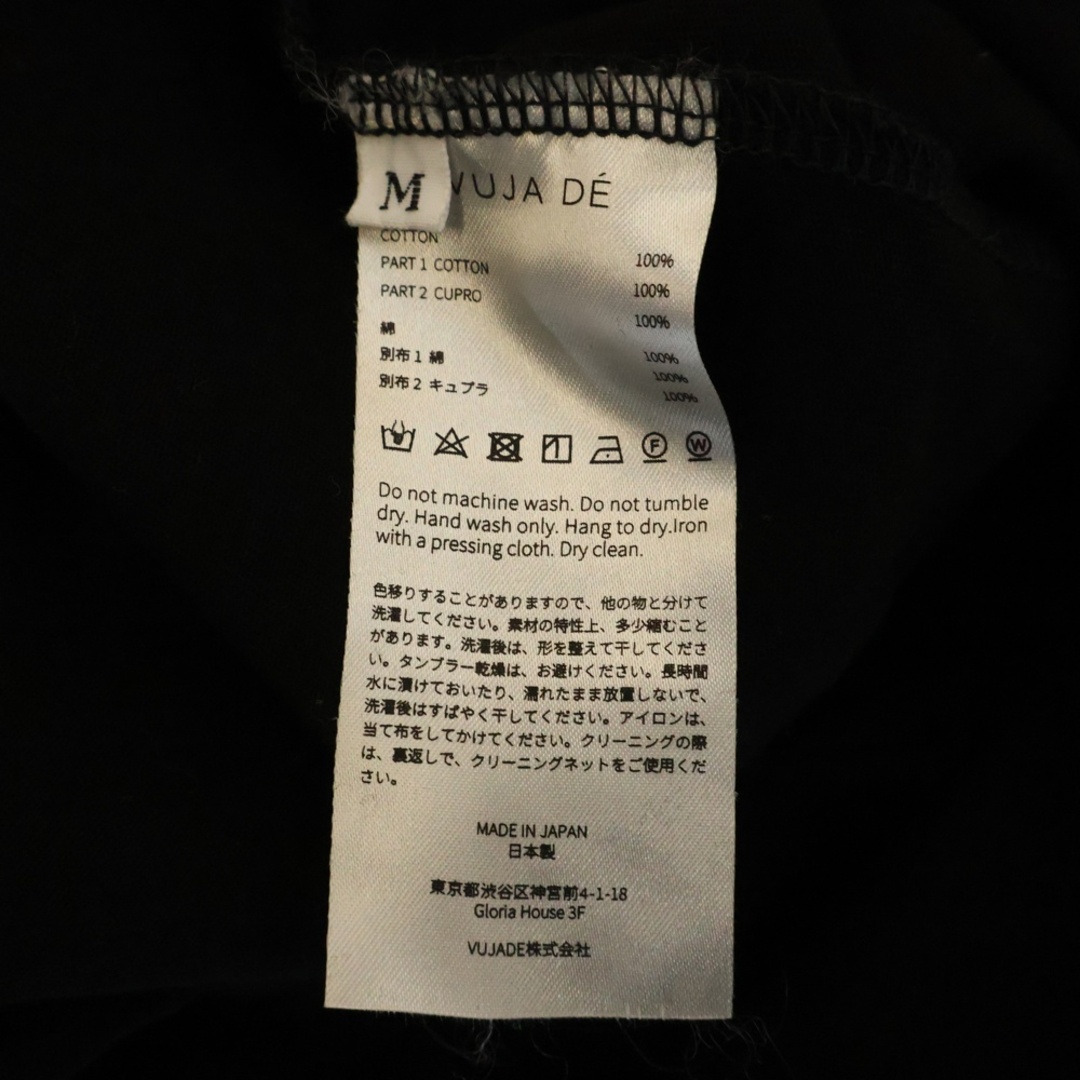 M
VUJA DÉ
COTTON 100%
PART 1 COTTON 100%
PART 2 CUPRO 100%
綿 100%
別布1 綿 100%
別布2 キュプラ 100%
F W
Do not machine wash. Do not tumble
dry. Hand wash only. Hang to dry.Iron
with a pressing cloth. Dry clean.
色移りすることがありますので、他の物と分けて
洗濯してください。素材の特性上、多少縮むこと
があります。洗濯後は、形を整えて干してくださ
い。タンブラー乾燥は、お避けください。長時間
水に漬けておいたり、濡れたまま放置しないで、
洗濯後はすばやく干してください。アイロンは、
当て布をしてかけてください。クリーニングの際
は、裏返しで、クリーニングネットをご使用くだ
さい。
MADE IN JAPAN
日本製
東京都渋谷区神宮前4-1-18
Gloria House 3F
VUJADE株式会社